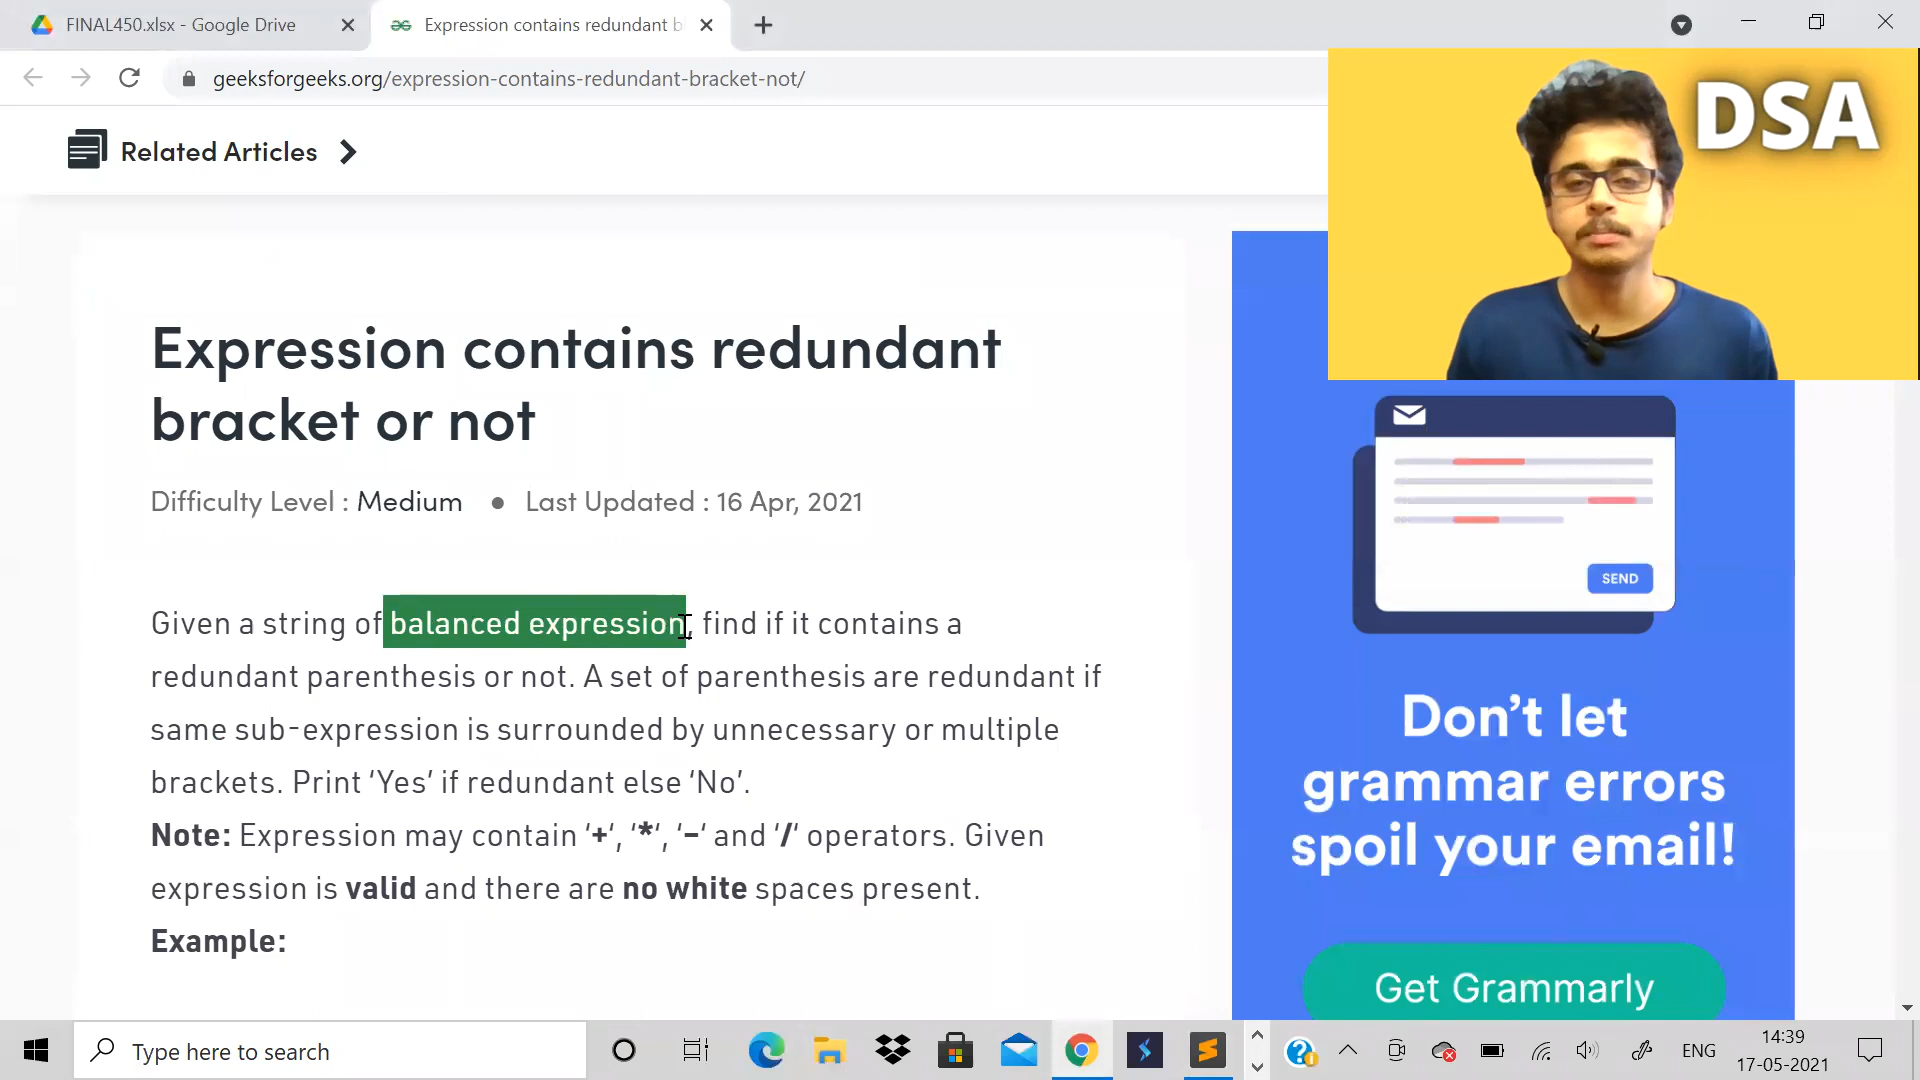 FINAL450.xlsx - Google Drive
Expression contains redundant b
geeksforgeeks.org/expression-contains-redundant-bracket-not/
DSA
Related Articles
Expression contains redundant
bracket or not
Difficulty Level : Medium ● Last Updated : 16 Apr, 2021
Given a string of balanced expression, find if it contains a
redundant parenthesis or not. A set of parenthesis are redundant if
same sub-expression is surrounded by unnecessary or multiple
brackets. Print ‘Yes’ if redundant else ‘No’.
Note: Expression may contain ‘+‘, ‘*‘, ‘–‘ and ‘/‘ operators. Given
expression is valid and there are no white spaces present.
Example:
SEND
Don’t let
grammar errors
spoil your email!
Get Grammarly
Type here to search
ENG
14:39
17-05-2021